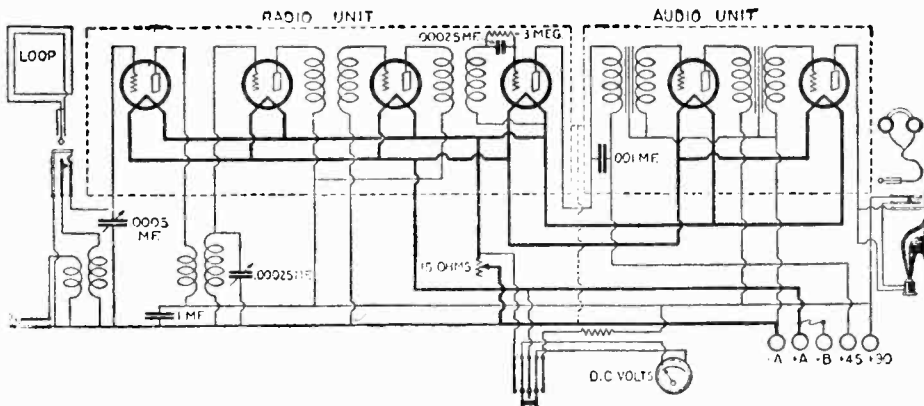 RADIO UNIT
AUDIO UNIT
LOOP
.00025MF.
3 MEG.
.0005
MF.
.00025MF
.001 MF.
15 OHMS
.1 MF
D.C. VOLTS
-A +A -B +45 +90